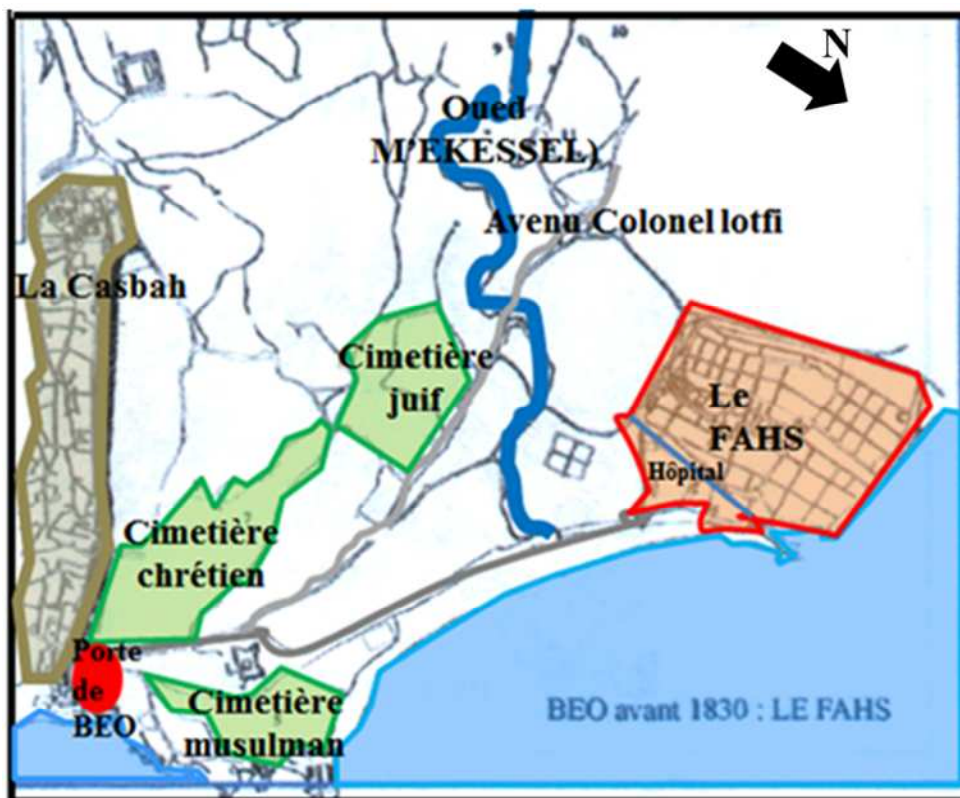 N
Oued
M'EKESSEL)
Avenu Colonel lotfi
La Casbah
Cimetière
juif
Le
FAHS
Hôpital
Cimetière
chrétien
Porte
de
BEO
Cimetière
musulman
BEO avant 1830 : LE FAHS